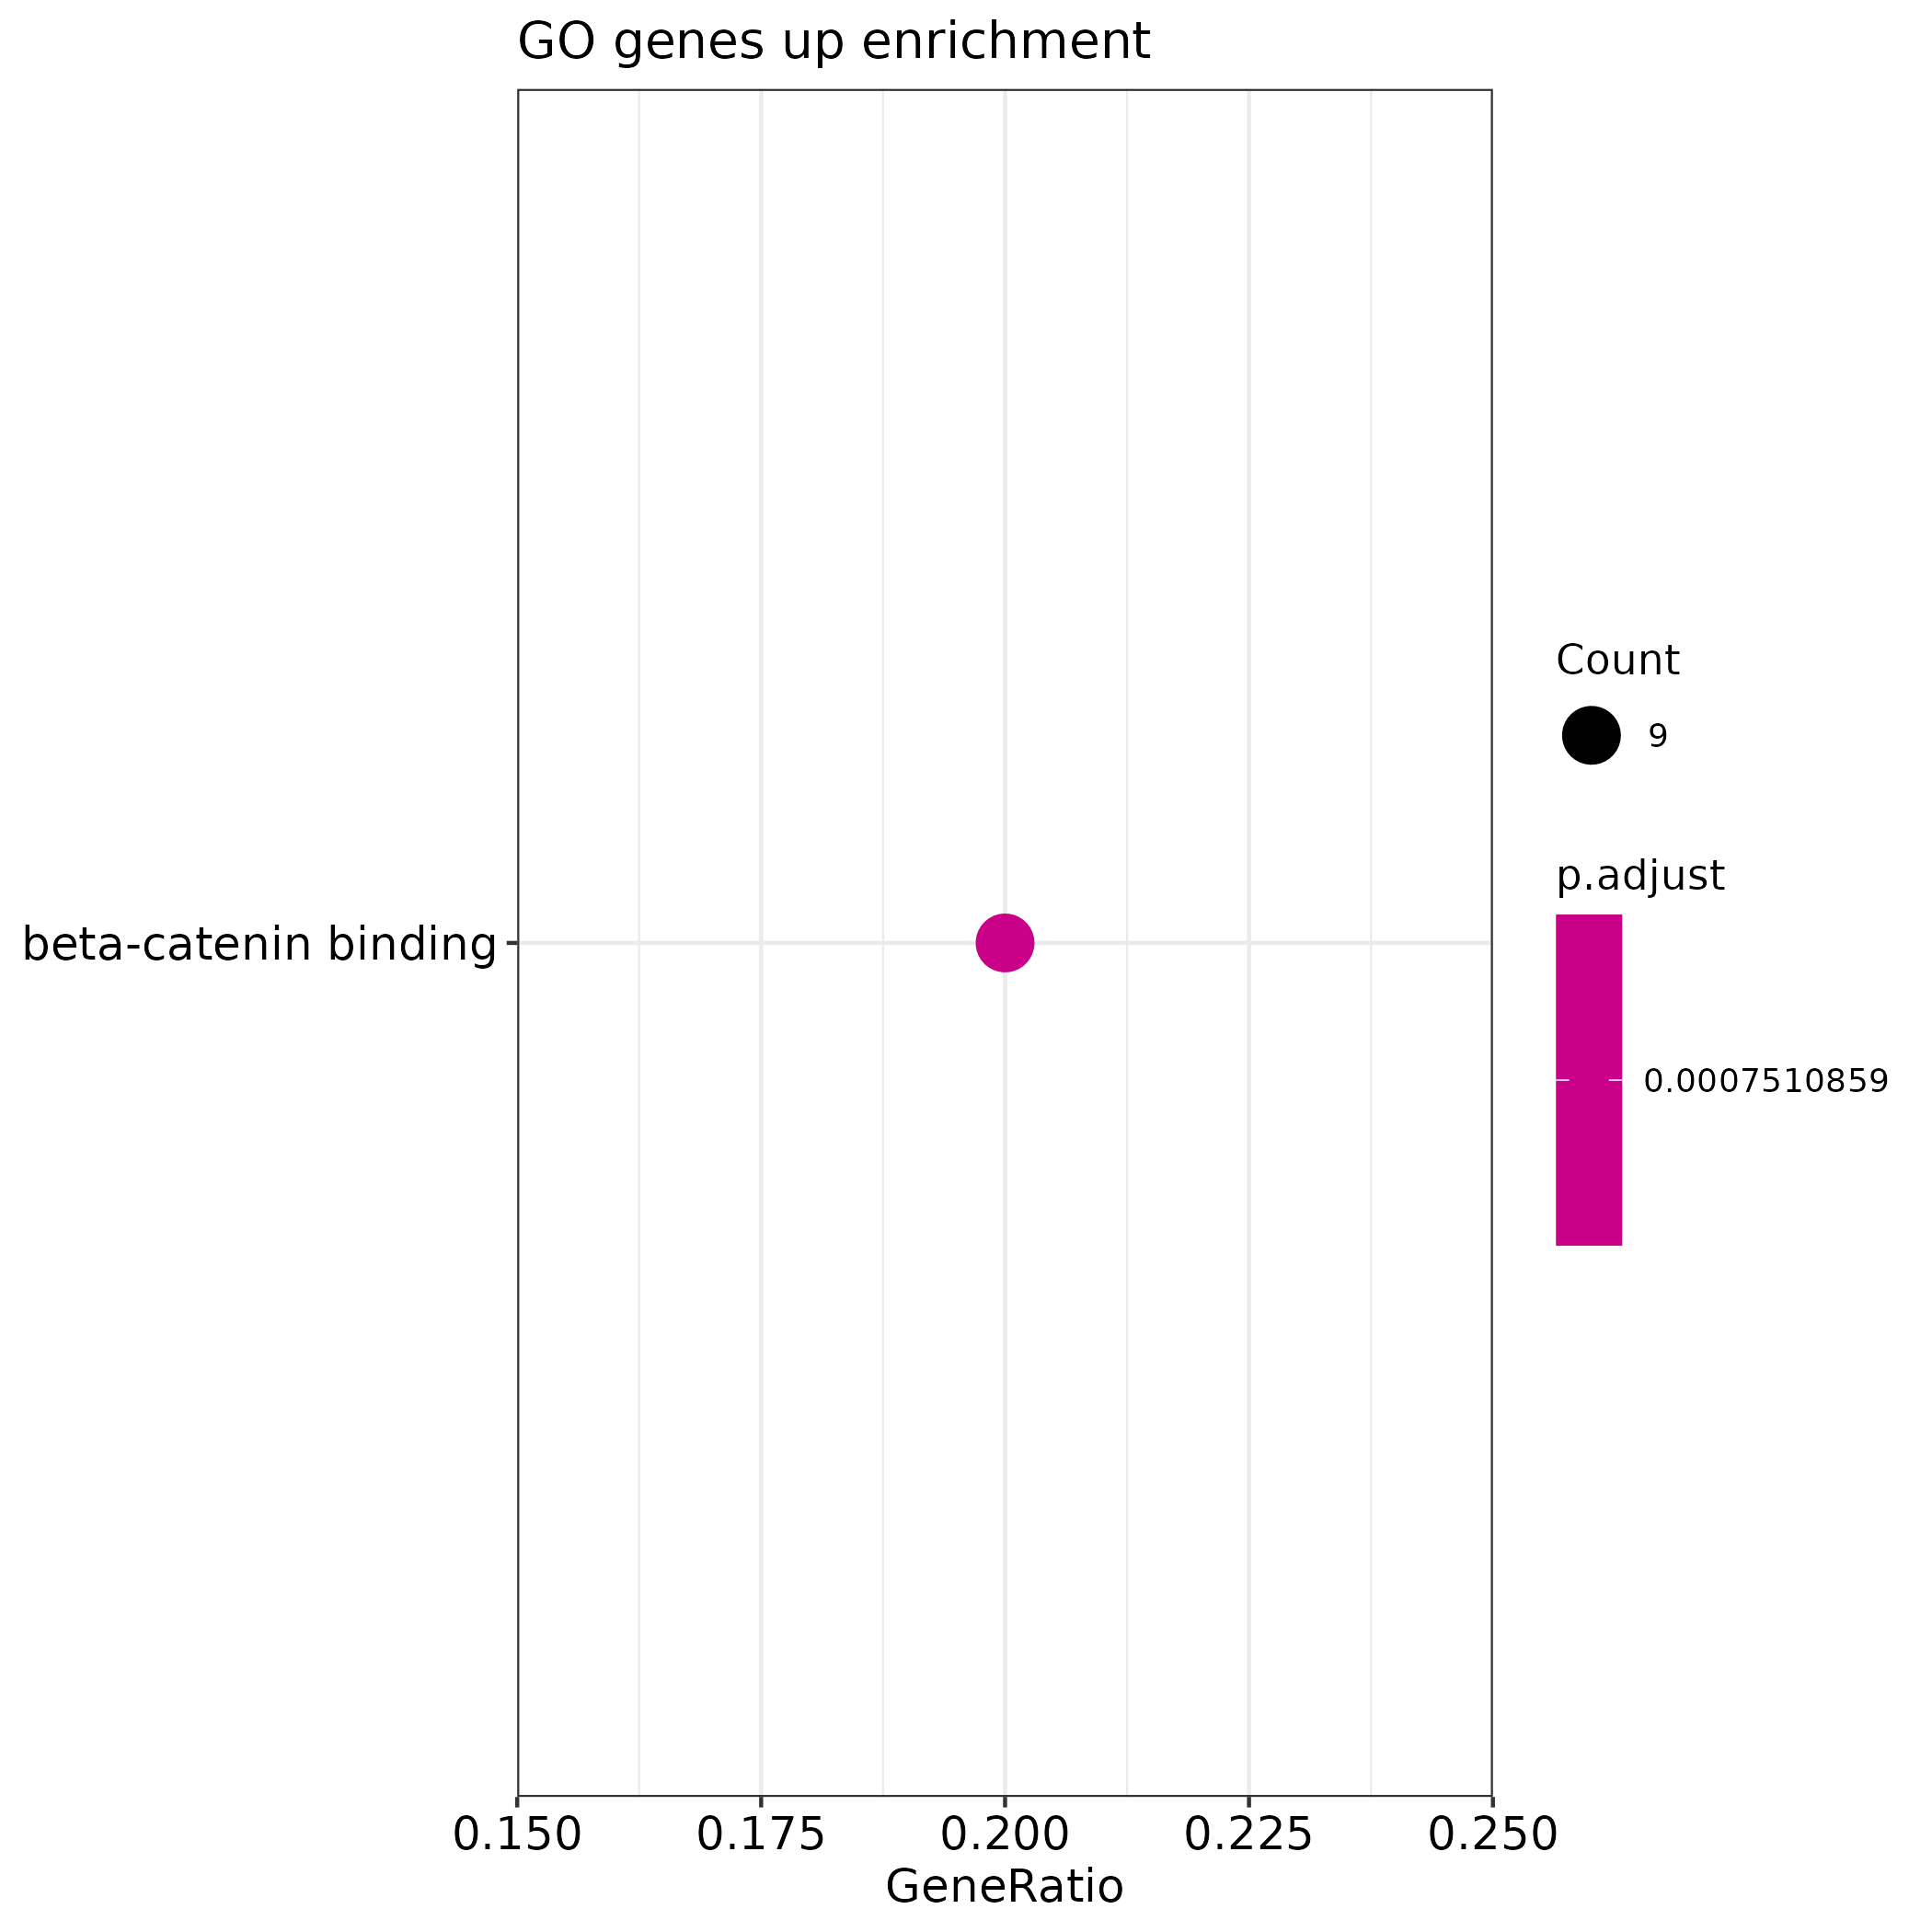 GO genes up enrichment
beta-catenin binding
0.150
0.175
0.200
0.225
0.250
GeneRatio
Count
9
p.adjust
0.0007510859